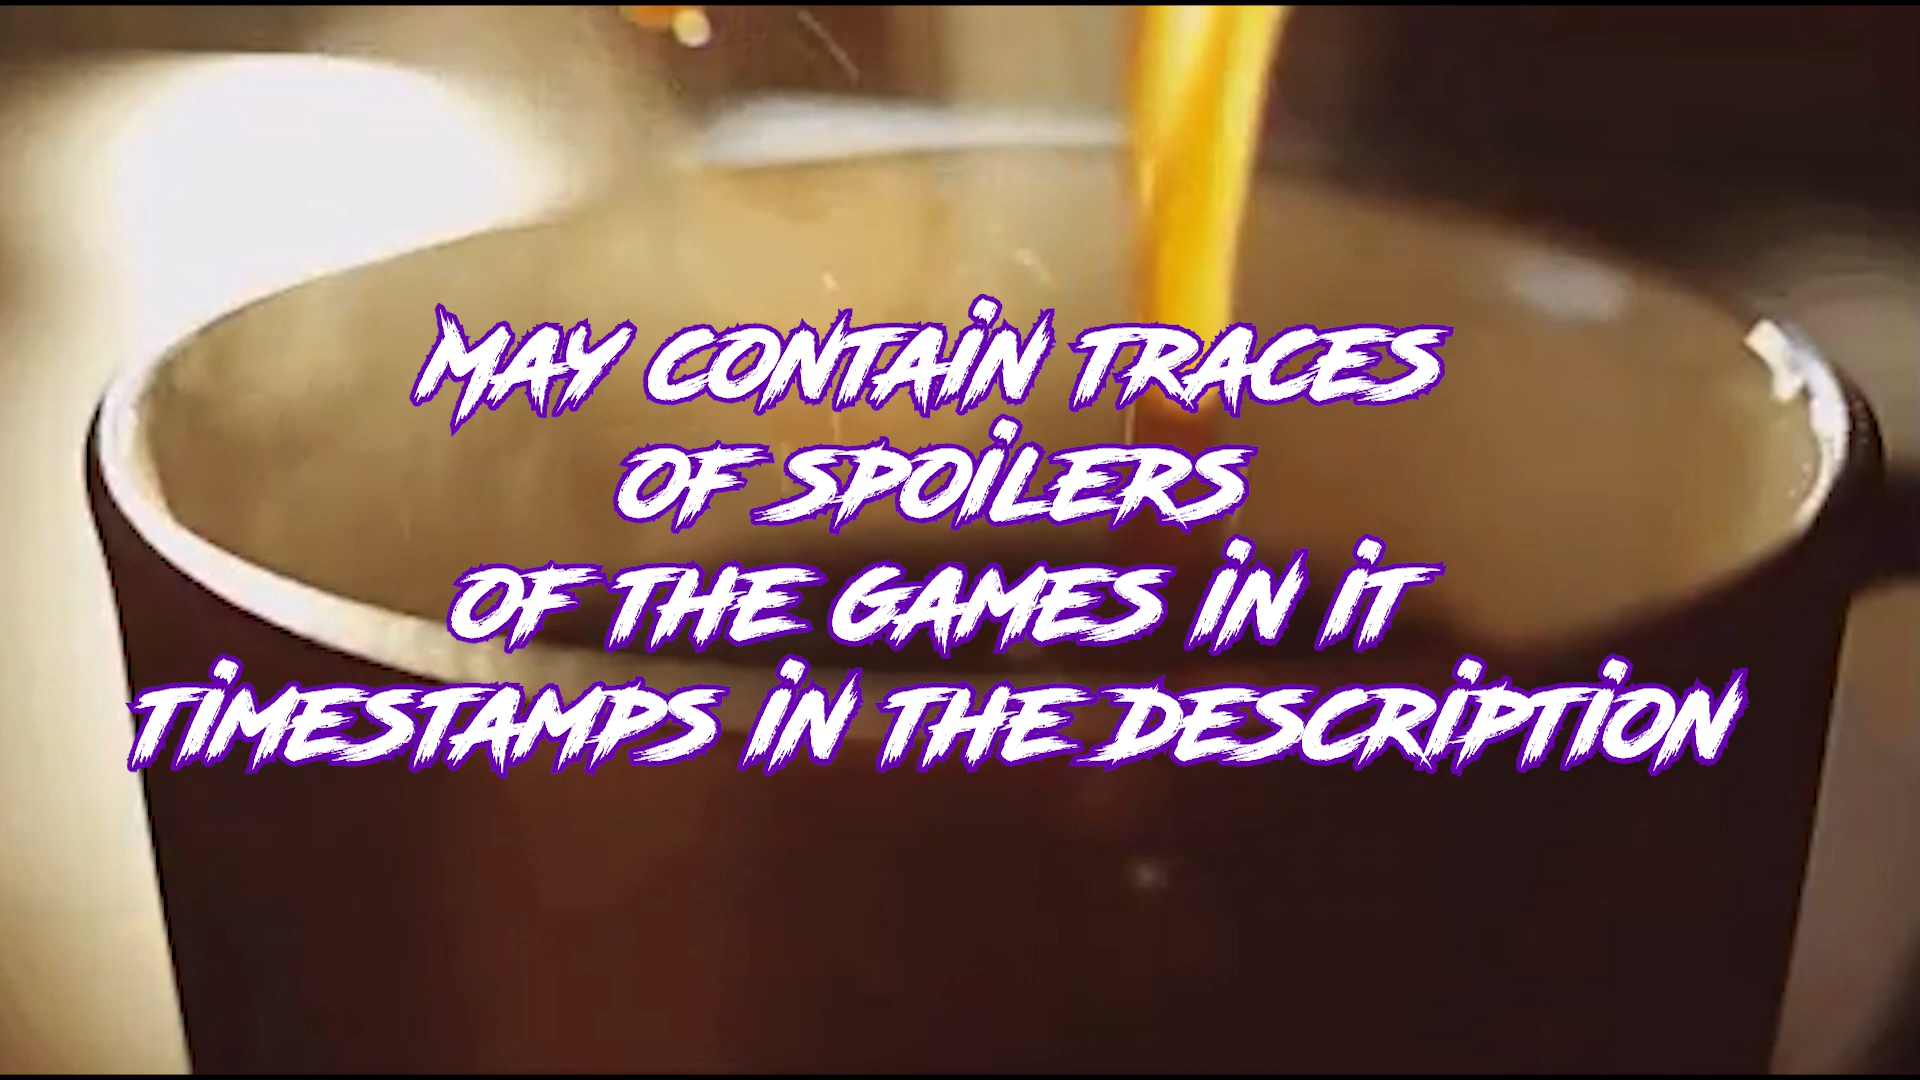 MAY CONTAIN TRACES
OF SPOILERS
OF THE GAMES IN IT
TIMESTAMPS IN THE DESCRIPTION